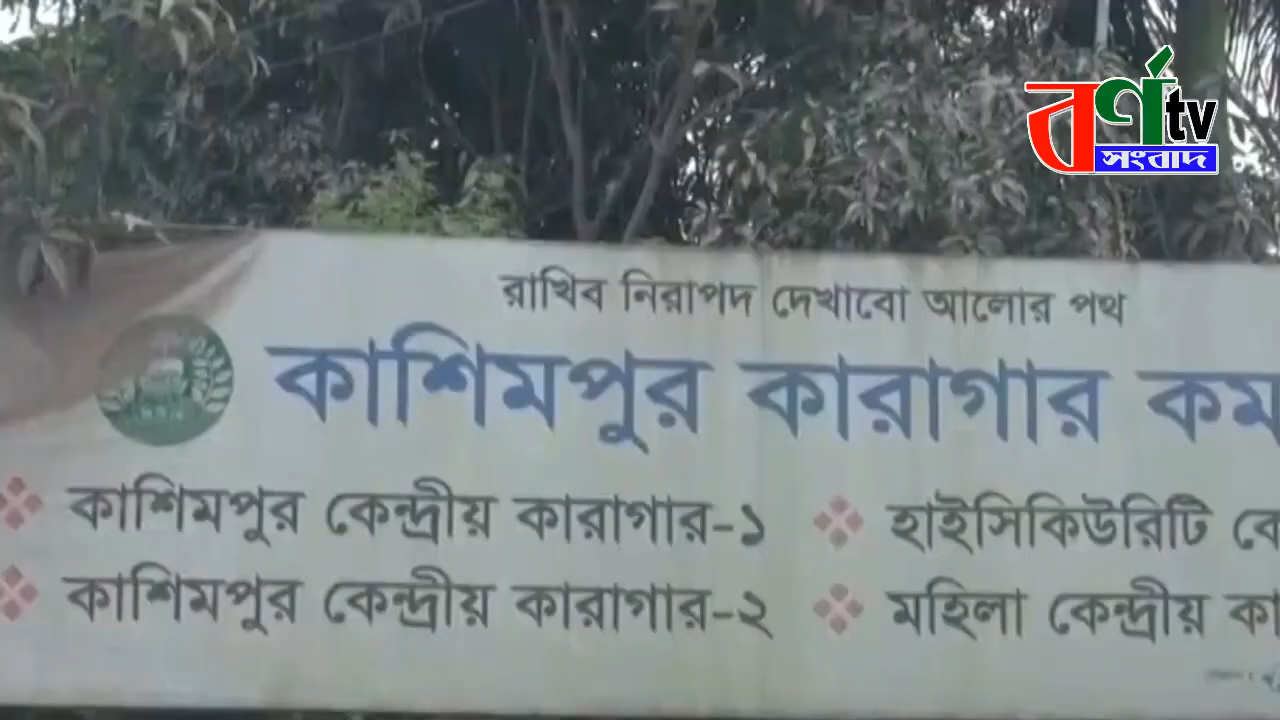 বর্ণ tv
সংবাদ
রাখিব নিরাপদ দেখাবো আলোর পথ
কাশিমপুর কারাগার কম
কাশিমপুর কেন্দ্রীয় কারাগার-১
হাইসিকিউরিটি কে
কাশিমপুর কেন্দ্রীয় কারাগার-২
মহিলা কেন্দ্রীয় কা